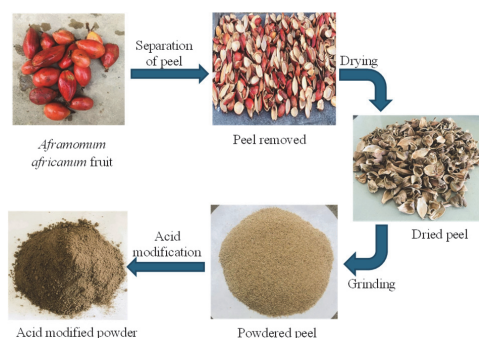 Separation
of peel
Drying
Aframomum
africanum fruit
Peel removed
Dried peel
Grinding
Acid
modification
Acid modified powder
Powdered peel